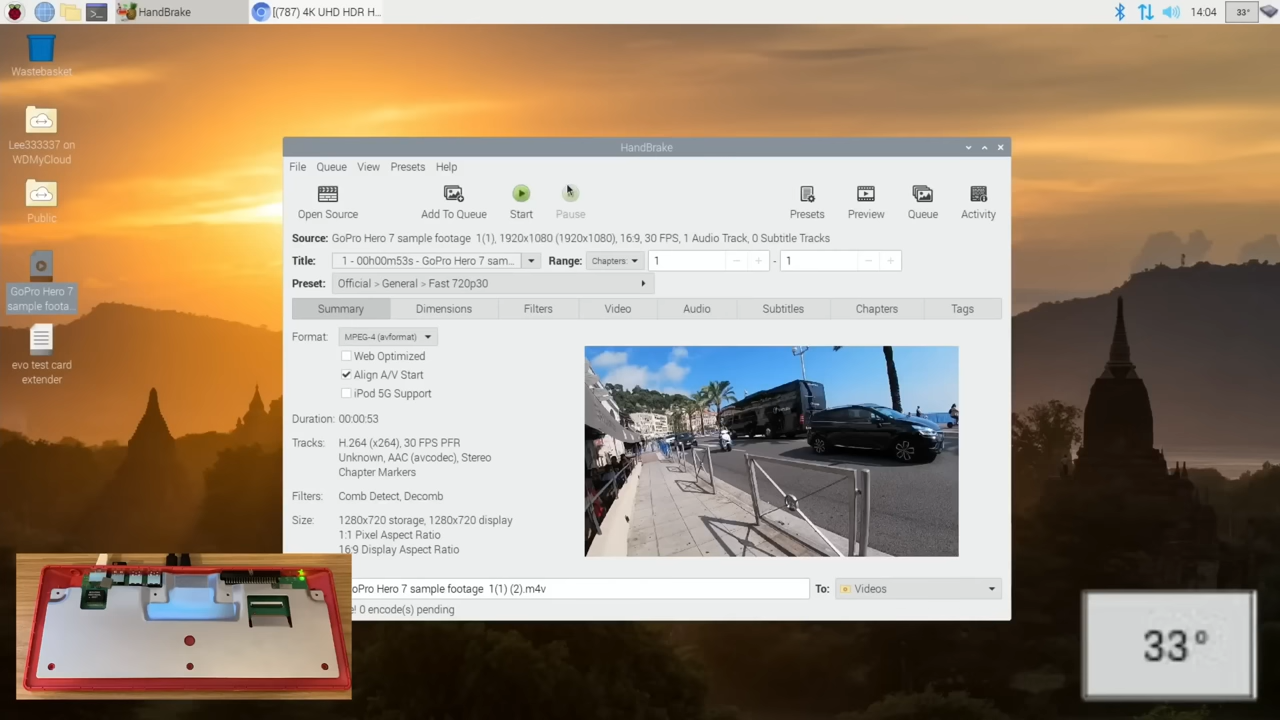 HandBrake
[(787) 4K UHD HDR H...
14:04
33°
Wastebasket
Lee333337 on
WDMyCloud
Public
GoPro Hero 7
sample foota...
evo test card
extender
HandBrake
File Queue View Presets Help
Open Source
Add To Queue
Start
Pause
Presets
Preview
Queue
Activity
Source: GoPro Hero 7 sample footage 1(1), 1920x1080 (1920x1080), 16:9, 30 FPS, 1 Audio Track, 0 Subtitle Tracks
Title: 1 - 00h00m53s - GoPro Hero 7 sam... Range: Chapters: 1 - 1
Preset: Official > General > Fast 720p30
Summary Dimensions Filters Video Audio Subtitles Chapters Tags
Format: MPEG-4 (avformat)
Web Optimized
Align A/V Start
iPod 5G Support
Duration: 00:00:53
Tracks: H.264 (x264), 30 FPS PFR
Unknown, AAC (avcodec), Stereo
Chapter Markers
Filters: Comb Detect, Decomb
Size: 1280x720 storage, 1280x720 display
1:1 Pixel Aspect Ratio
16:9 Display Aspect Ratio
oPro Hero 7 sample footage 1(1) (2).m4v To: Videos
e! 0 encode(s) pending
33°